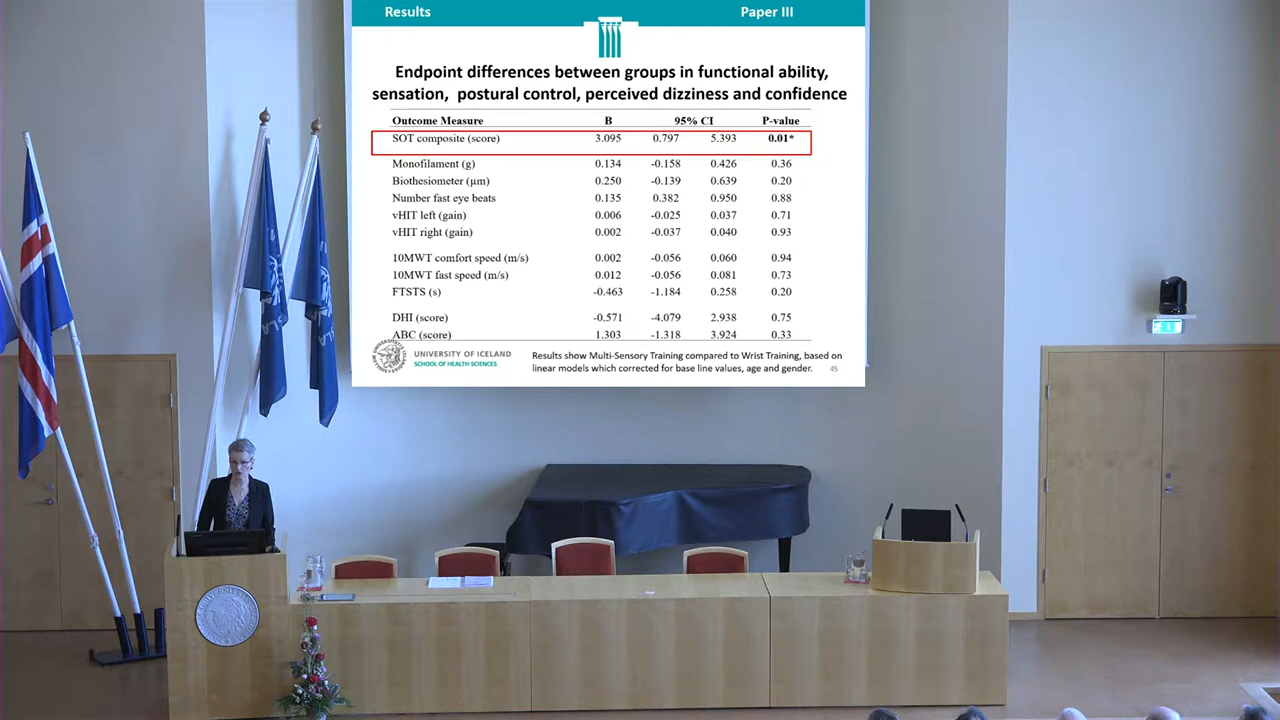 Results Paper III
Endpoint differences between groups in functional ability,
sensation, postural control, perceived dizziness and confidence
Outcome Measure B 95% CI P-value
SOT composite (score) 3.095 0.797 5.393 0.01*
Monofilament (g) 0.134 -0.158 0.426 0.36
Biothesiometer (µm) 0.250 -0.139 0.639 0.20
Number fast eye beats 0.135 0.382 0.950 0.88
vHIT left (gain) 0.006 -0.025 0.037 0.71
vHIT right (gain) 0.002 -0.037 0.040 0.93
10MWT comfort speed (m/s) 0.002 -0.056 0.060 0.94
10MWT fast speed (m/s) 0.012 -0.056 0.081 0.73
FTSTS (s) -0.463 -1.184 0.258 0.20
DHI (score) -0.571 -4.079 2.938 0.75
ABC (score) 1.303 -1.318 3.924 0.33
UNIVERSITY OF ICELAND
SCHOOL OF HEALTH SCIENCES
Results show Multi-Sensory Training compared to Wrist Training, based on
linear models which corrected for base line values, age and gender. 45